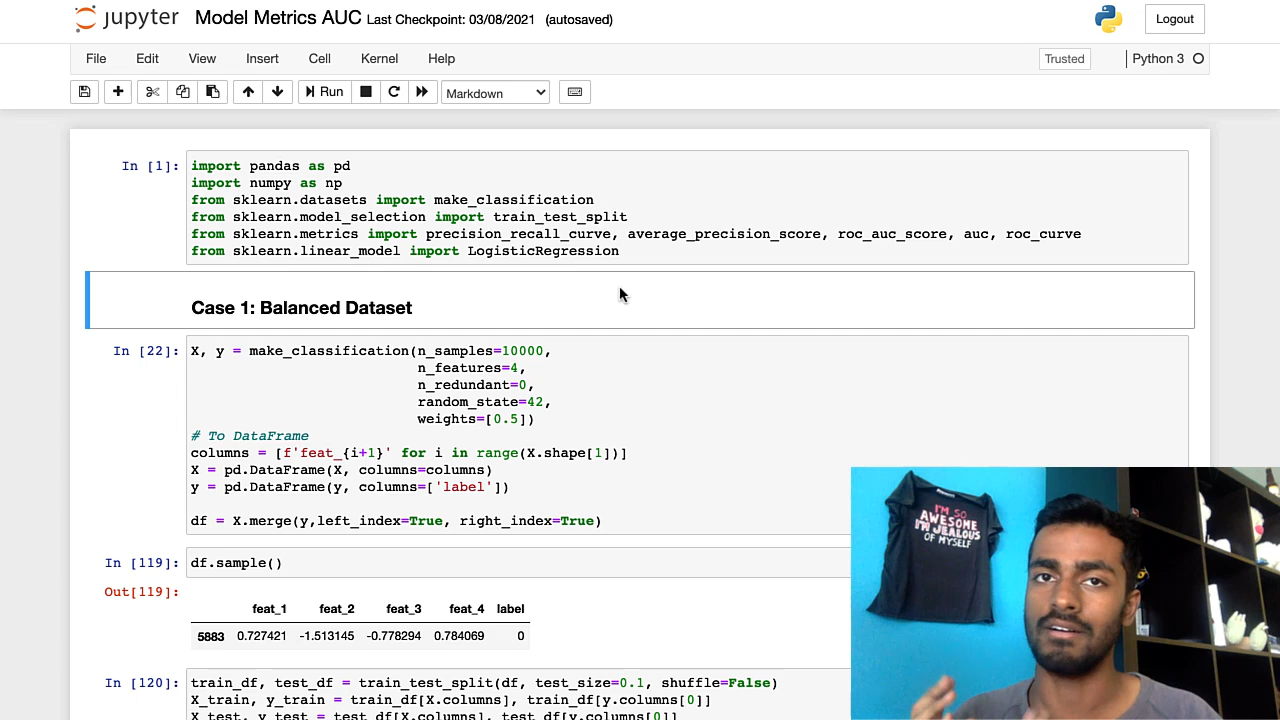 jupyter Model Metrics AUC Last Checkpoint: 03/08/2021 (autosaved) Logout
File Edit View Insert Cell Kernel Help Trusted Python 3
Run Markdown
In [1]: import pandas as pd
import numpy as np
from sklearn.datasets import make_classification
from sklearn.model_selection import train_test_split
from sklearn.metrics import precision_recall_curve, average_precision_score, roc_auc_score, auc, roc_curve
from sklearn.linear_model import LogisticRegression
Case 1: Balanced Dataset
In [22]: X, y = make_classification(n_samples=10000,
n_features=4,
n_redundant=0,
random_state=42,
weights=[0.5])
# To DataFrame
columns = [f'feat_{i+1}' for i in range(X.shape[1])]
X = pd.DataFrame(X, columns=columns)
y = pd.DataFrame(y, columns=['label'])
df = X.merge(y,left_index=True, right_index=True)
In [119]: df.sample()
Out[119]:
feat_1 feat_2 feat_3 feat_4 label
5883 0.727421 -1.513145 -0.778294 0.784069 0
In [120]: train_df, test_df = train_test_split(df, test_size=0.1, shuffle=False)
X_train, y_train = train_df[X.columns], train_df[y.columns[0]]
X_test, y_test = test_df[X.columns], test_df[y.columns[0]]
I'M SO
AWESOME
I'M JEALOUS
OF MYSELF